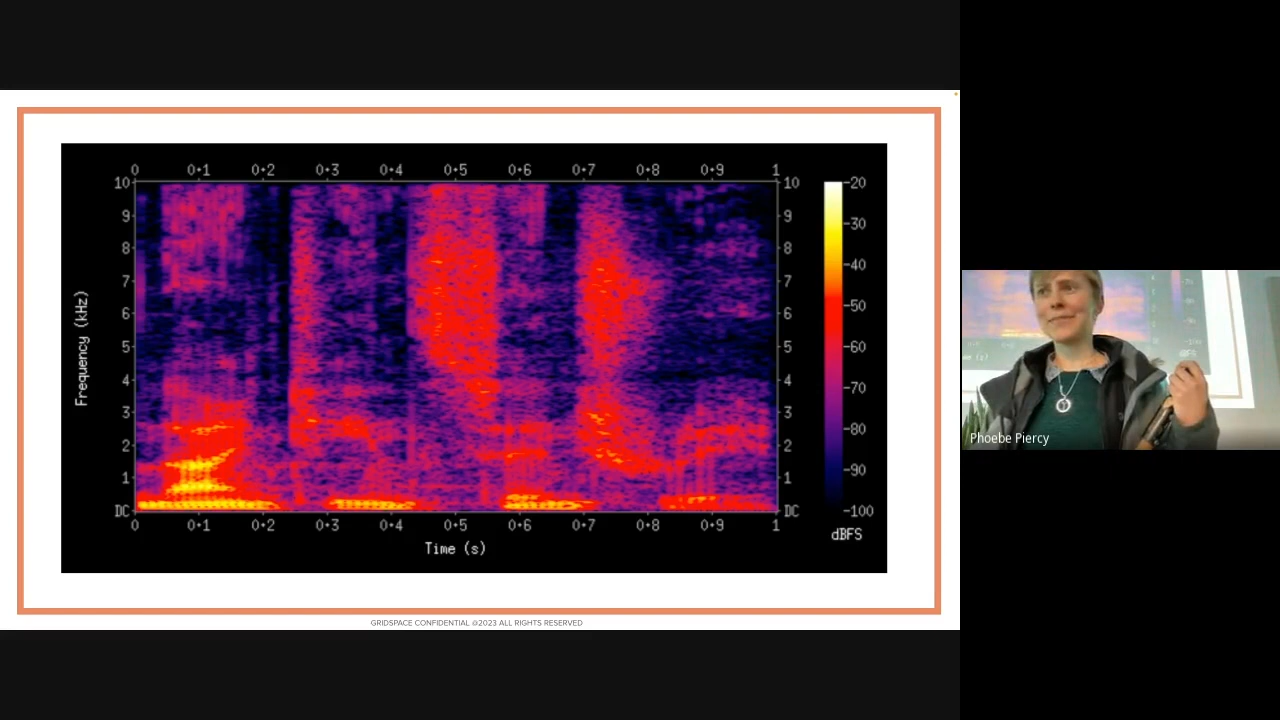 0 0.1 0.2 0.3 0.4 0.5 0.6 0.7 0.8 0.9 1
10 10 -20
9 9 -30
8 8 -40
7 7 -50
6 6 -60
5 5 -70
4 4 -80
3 3 -90
2 2 -100
1 1
DC DC
Frequency (kHz)
0 0.1 0.2 0.3 0.4 0.5 0.6 0.7 0.8 0.9 1
dBFS
Time (s)
GRIDSPACE CONFIDENTIAL @2023 ALL RIGHTS RESERVED
dBFS
Phoebe Piercy